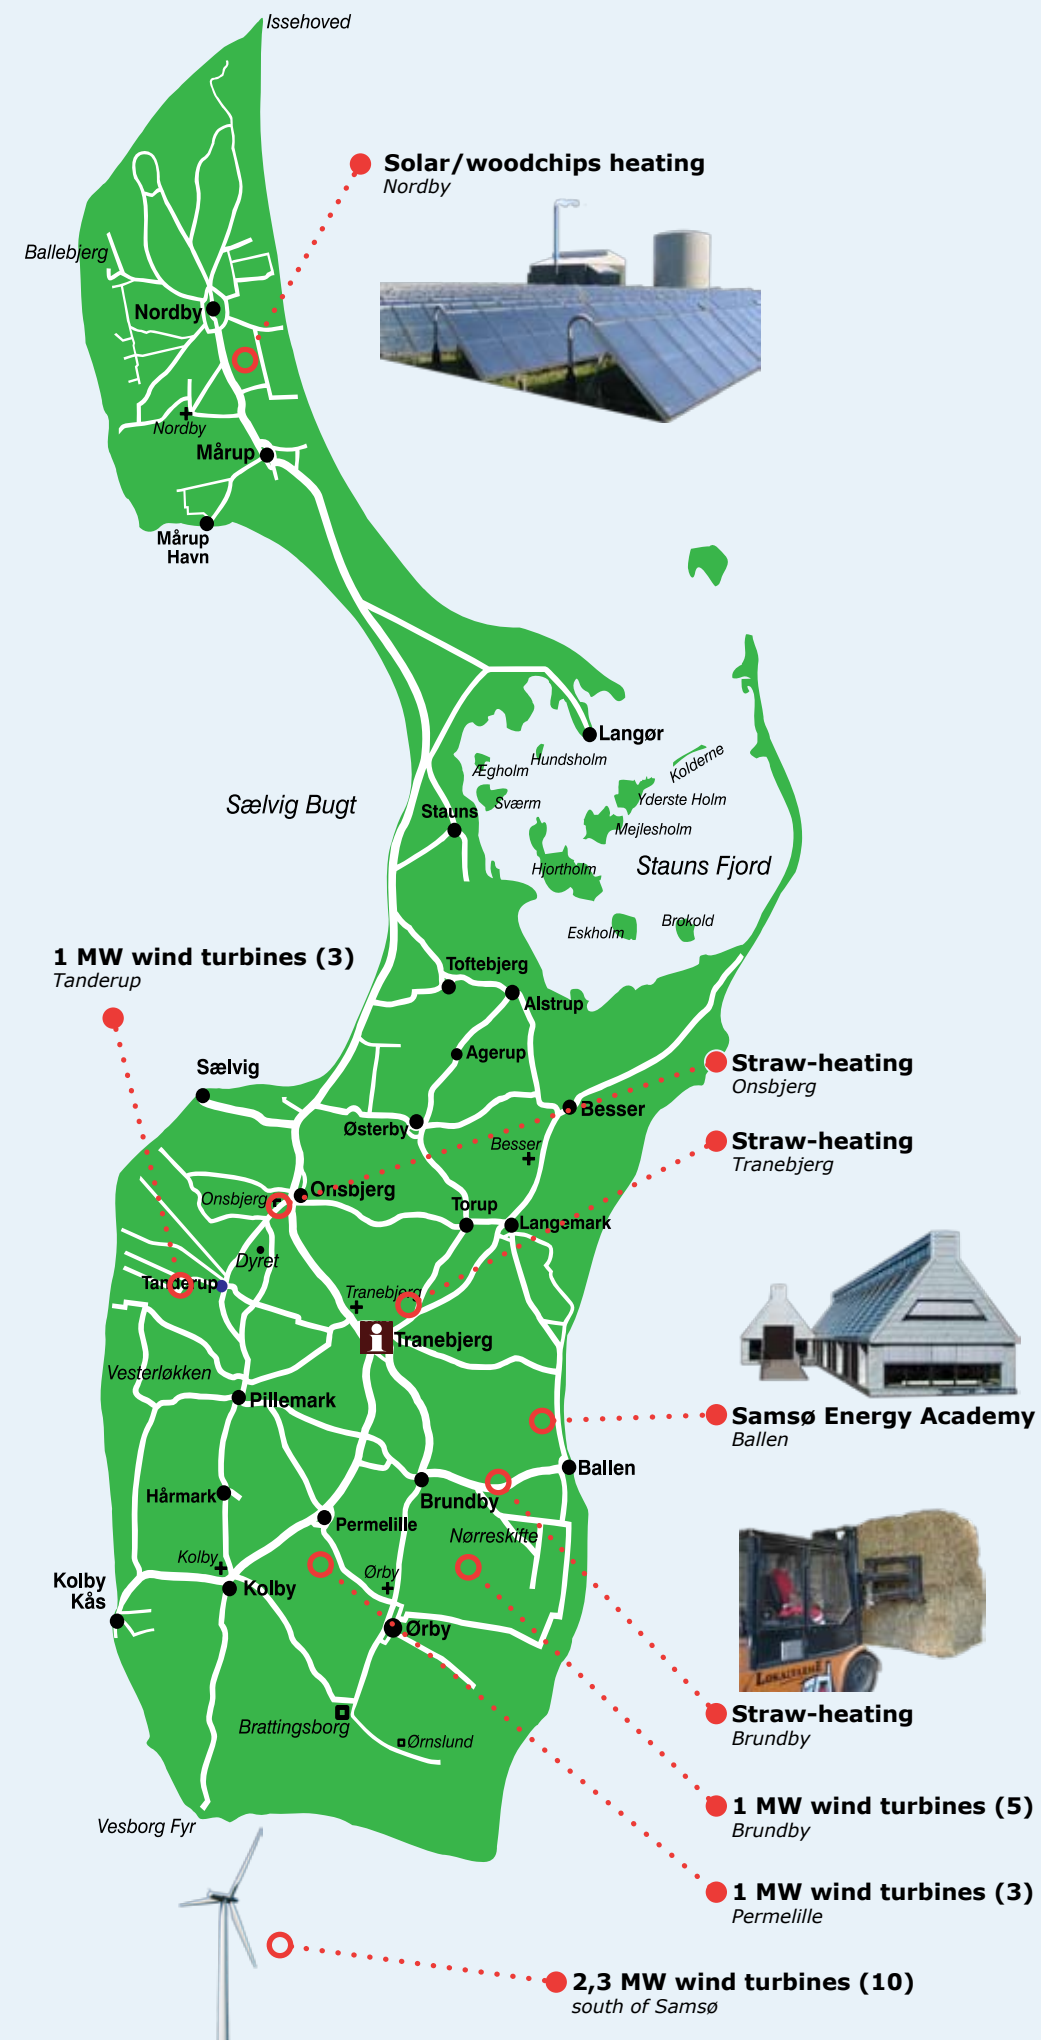 Issehoved
Solar/woodchips heating
Nordby
Ballebjerg
Nordby
Nordby
Mårup
Mårup
Havn
Langør
Hundsholm
Ægholm
Kolderne
Sværm
Yderste Holm
Sælvig Bugt
Stauns
Mejlesholm
Hjortholm
Stauns Fjord
Brokold
Eskholm
1 MW wind turbines (3)
Tanderup
Toftebjerg
Alstrup
Agerup
Sælvig
Straw-heating
Onsbjerg
Besser
Østerby
Besser
Straw-heating
Tranebjerg
Onsbjerg
Onsbjerg
Torup
Langemark
Dyret
Tanderup
Tranebjerg
i
Tranebjerg
Vesterløkken
Pillemark
Samsø Energy Academy
Ballen
Ballen
Hårmark
Brundby
Permelille
Nørreskifte
Kolby
Ørby
Kolby
Kås
Kolby
Ørby
LOKALVARME
Brattingsborg
Ørnslund
Straw-heating
Brundby
Vesborg Fyr
1 MW wind turbines (5)
Brundby
1 MW wind turbines (3)
Permelille
2,3 MW wind turbines (10)
south of Samsø